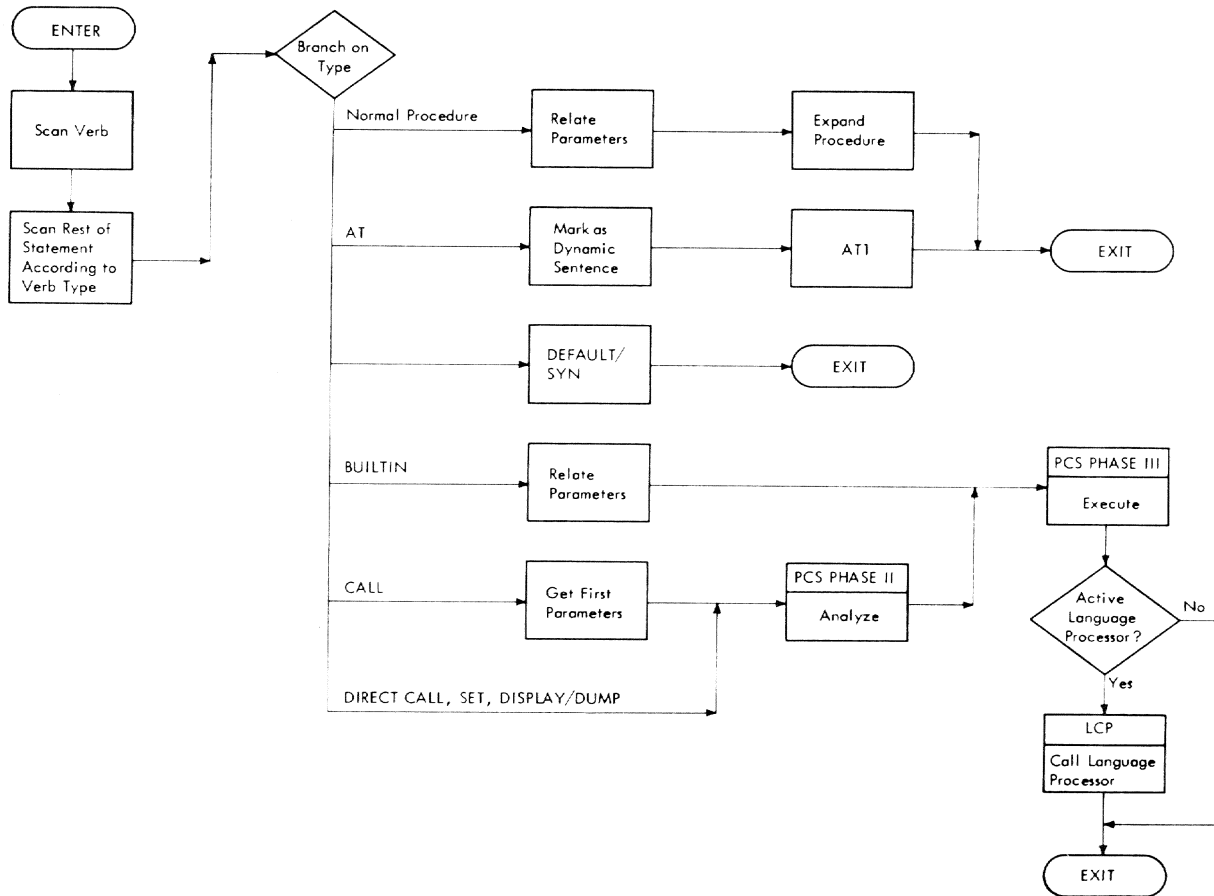 ENTER
Scan Verb
Scan Rest of
Statement
According to
Verb Type
Branch on
Type
Normal Procedure
Relate
Parameters
Expand
Procedure
AT
Mark as
Dynamic
Sentence
AT1
EXIT
DEFAULT/
SYN
EXIT
BUILTIN
Relate
Parameters
PCS PHASE III
Execute
CALL
Get First
Parameters
PCS PHASE II
Analyze
Active
Language
Processor?
No
Yes
DIRECT CALL, SET, DISPLAY/DUMP
LCP
Call Language
Processor
EXIT